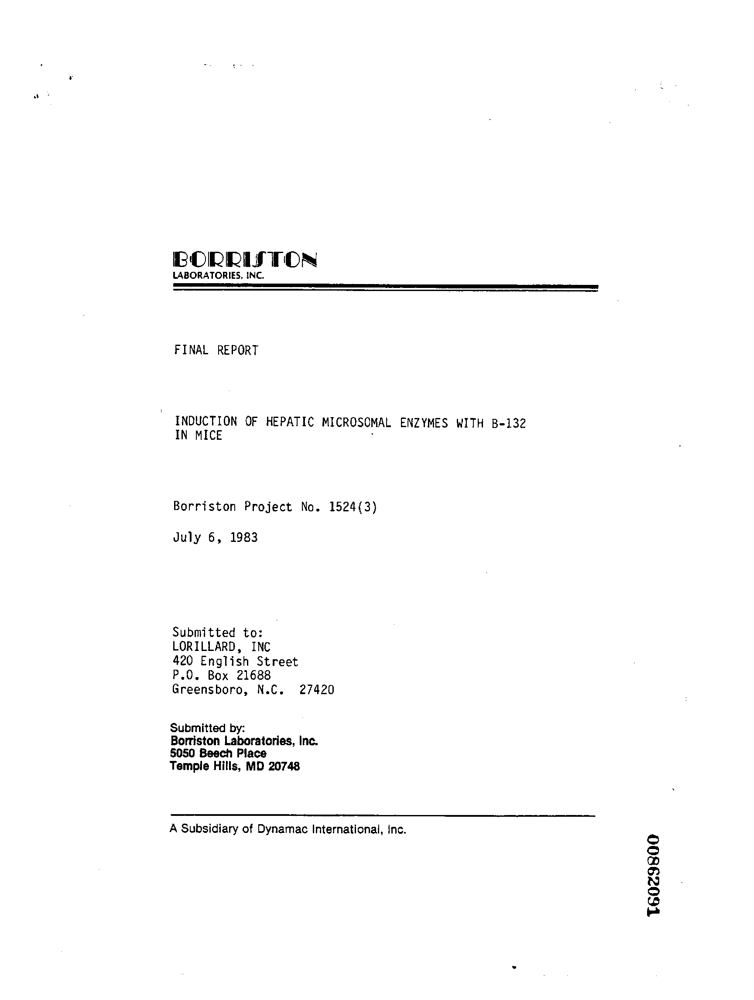 BORRISTON
LABORATORIES, INC.
FINAL REPORT
INDUCTION OF HEPATIC MICROSOMAL ENZYMES WITH B-132
IN MICE
Borriston Project No. 1524(3)
July 6, 1983
Submitted to:
LORILLARD, INC
420 English Street
P.O. Box 21688
Greensboro, N.C. 27420
Submitted by:
Borriston Laboratories, Inc.
5050 Beech Place
Temple Hills, MD 20748
A Subsidiary of Dynamac International, Inc.
00862091